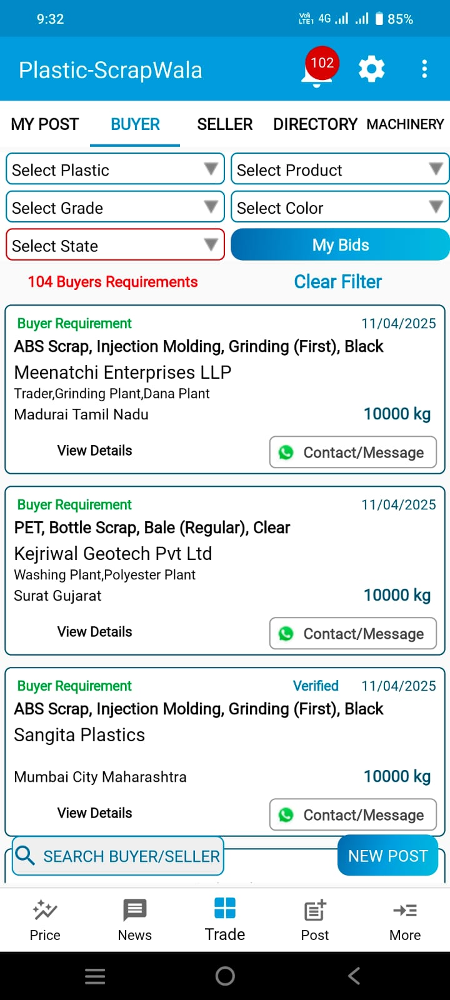 9:32
VoD LTE1 4G 85%
Plastic-ScrapWala
102
MY POST BUYER SELLER DIRECTORY MACHINERY
Select Plastic Select Product
Select Grade Select Color
Select State My Bids
104 Buyers Requirements Clear Filter
Buyer Requirement 11/04/2025
ABS Scrap, Injection Molding, Grinding (First), Black
Meenatchi Enterprises LLP
Trader,Grinding Plant,Dana Plant
Madurai Tamil Nadu 10000 kg
View Details Contact/Message
Buyer Requirement 11/04/2025
PET, Bottle Scrap, Bale (Regular), Clear
Kejriwal Geotech Pvt Ltd
Washing Plant,Polyester Plant
Surat Gujarat 10000 kg
View Details Contact/Message
Buyer Requirement Verified 11/04/2025
ABS Scrap, Injection Molding, Grinding (First), Black
Sangita Plastics
Mumbai City Maharashtra 10000 kg
View Details Contact/Message
SEARCH BUYER/SELLER NEW POST
Price News Trade Post More